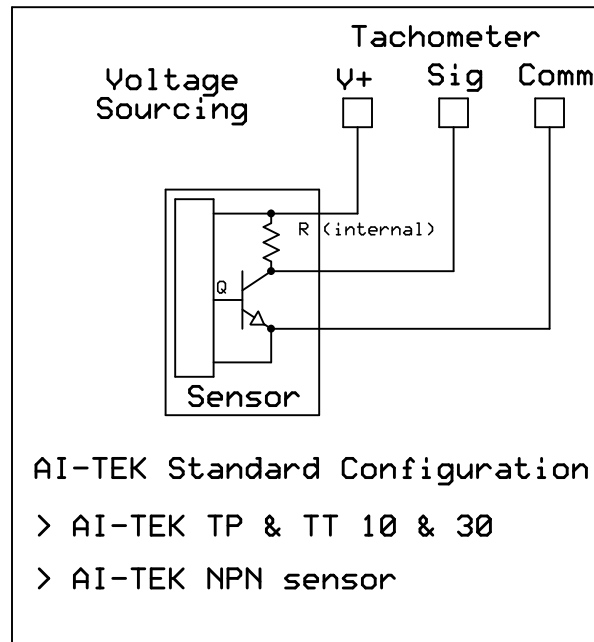 Tachometer
Voltage
Sourcing
V+ Sig Comm
R (internal)
Q
Sensor
AI-TEK Standard Configuration
> AI-TEK TP & TT 10 & 30
> AI-TEK NPN sensor